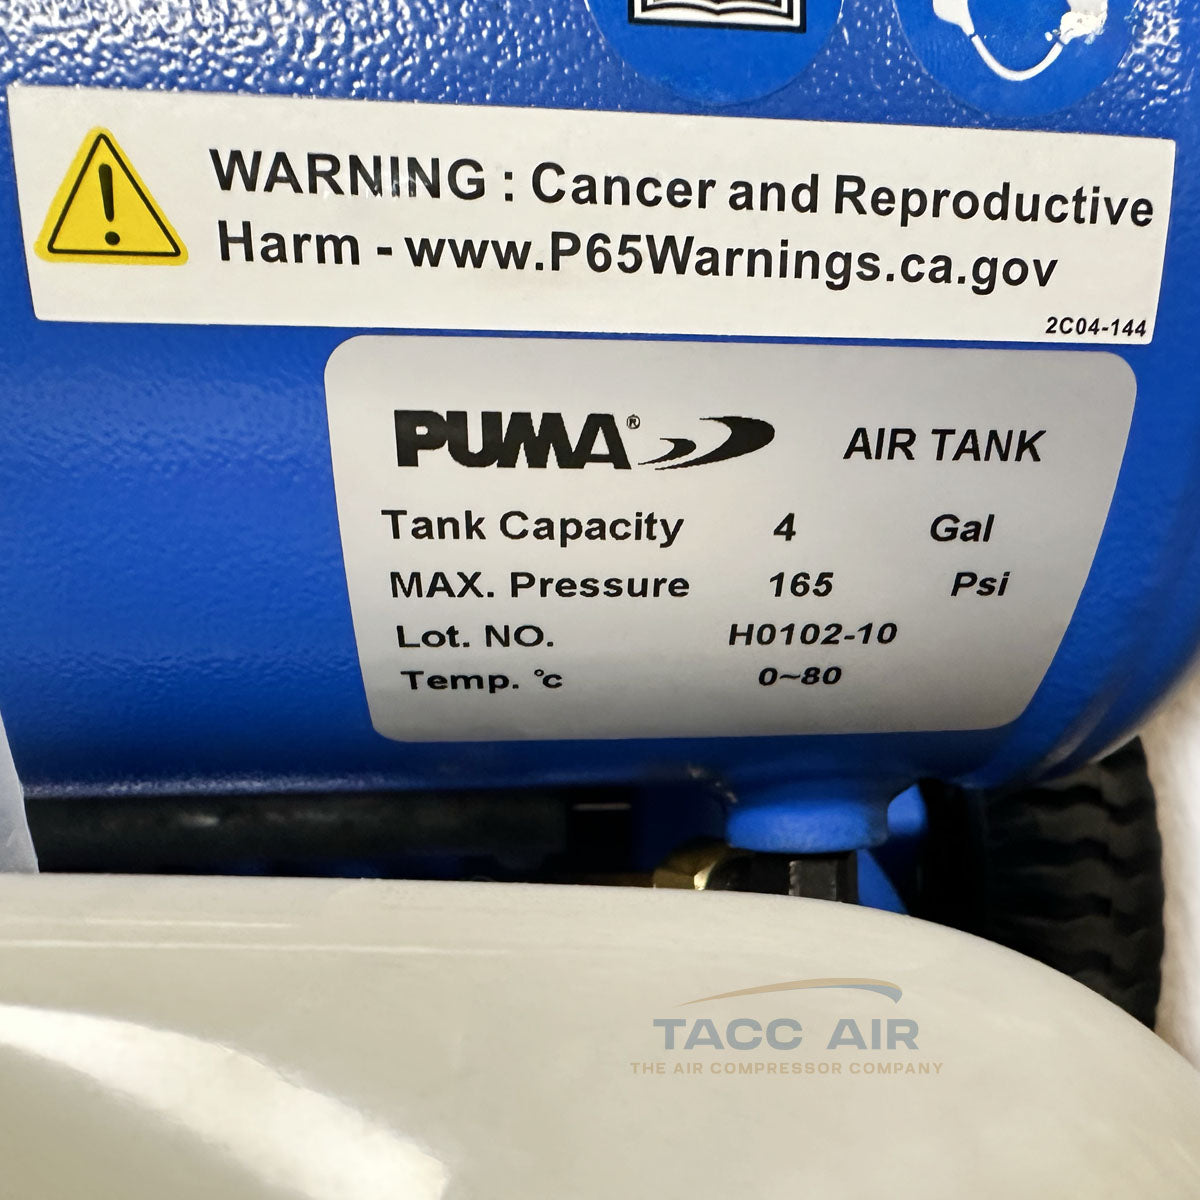 WARNING : Cancer and Reproductive
Harm - www.P65Warnings.ca.gov
2C04-144
PUMA® AIR TANK
Tank Capacity 4 Gal
MAX. Pressure 165 Psi
Lot. NO. H0102-10
Temp. °c 0~80
TACC AIR
THE AIR COMPRESSOR COMPANY